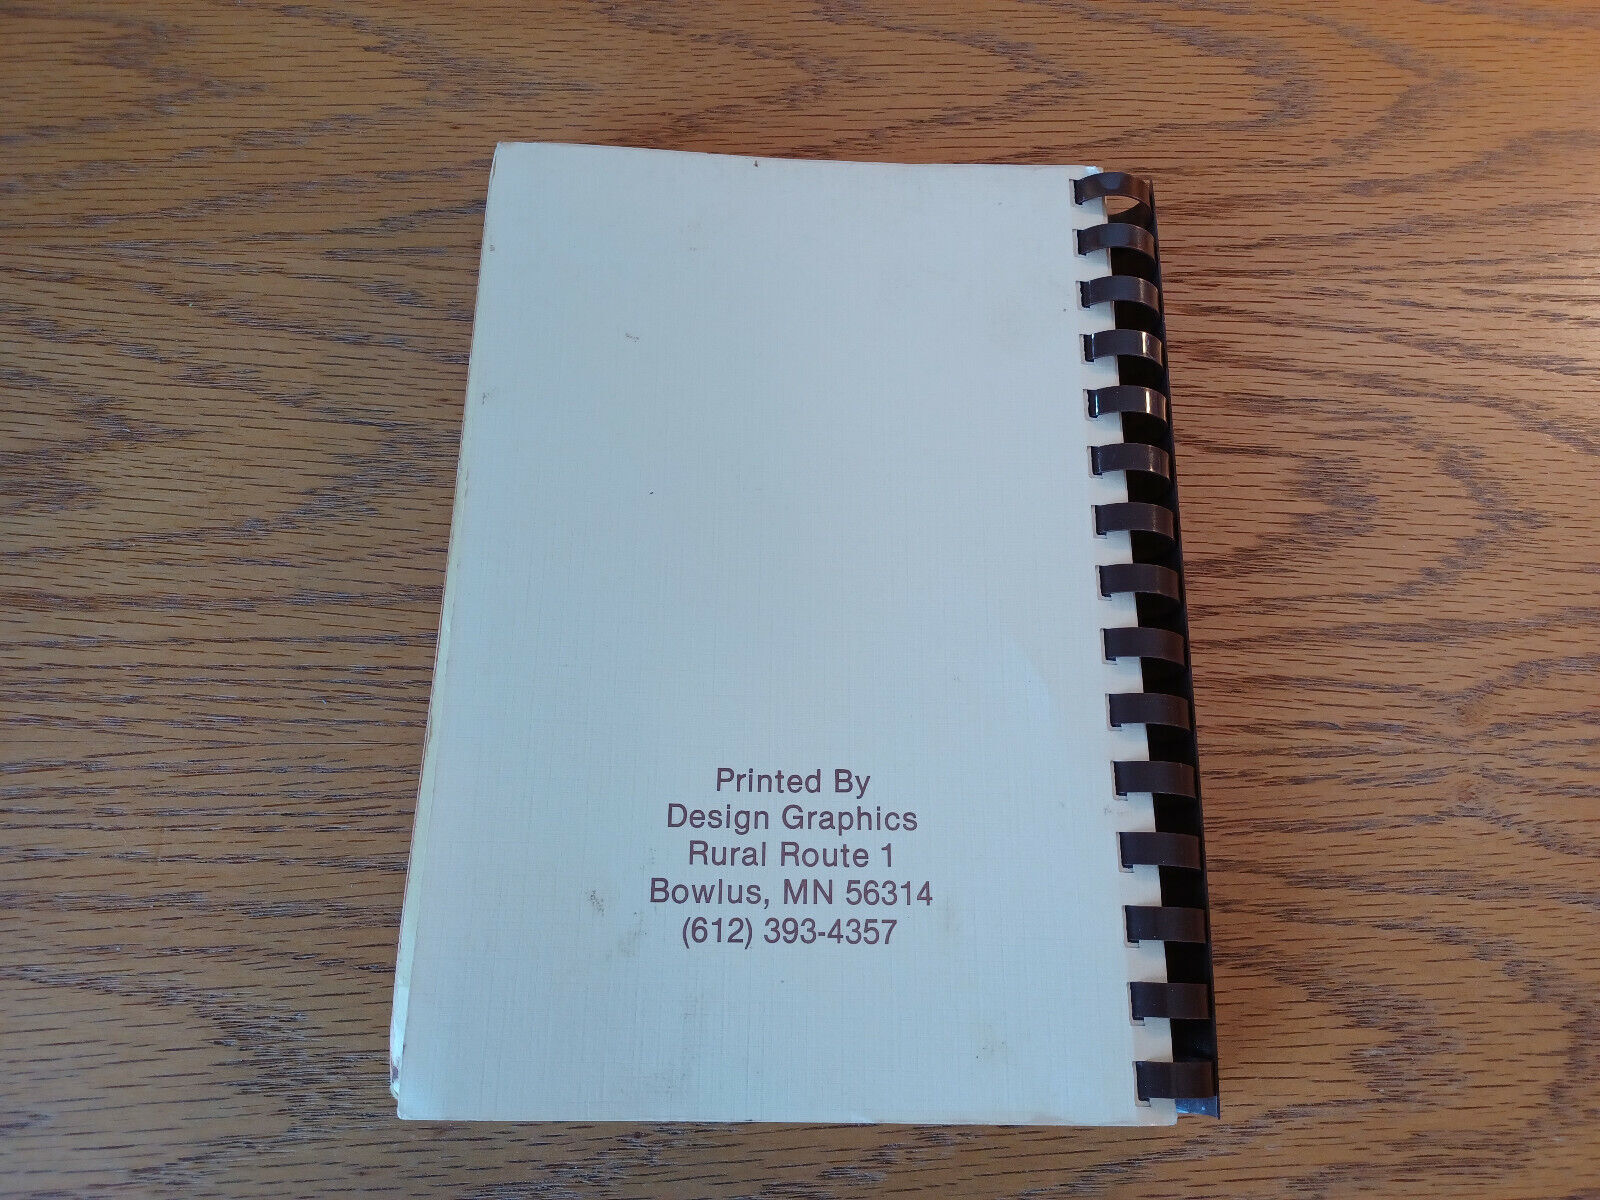 Printed By
Design Graphics
Rural Route 1
Bowlus, MN 56314
(612) 393-4357